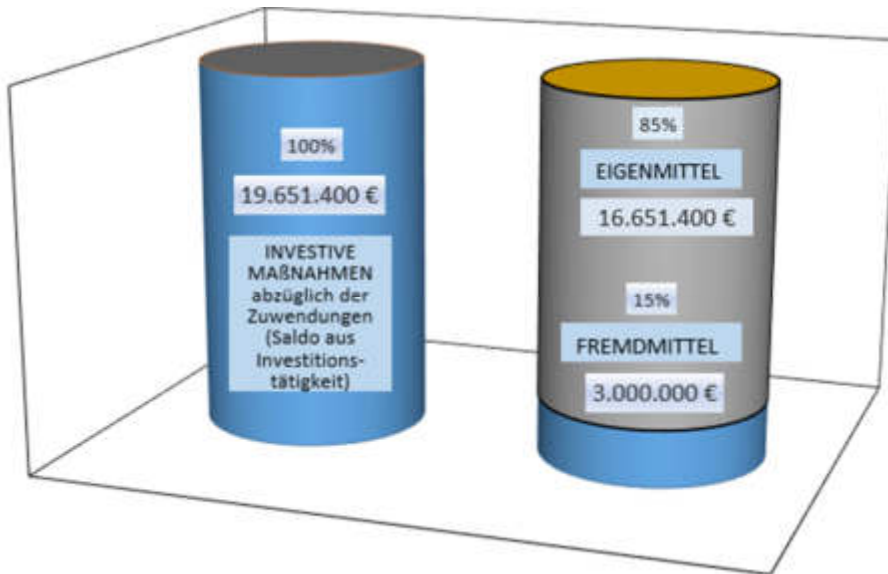 100%
19.651.400 €
INVESTIVE
MAßNAHMEN
abzüglich der
Zuwendungen
(Saldo aus
Investitions-
tätigkeit)
85%
EIGENMITTEL
16.651.400 €
15%
FREMDMITTEL
3.000.000 €